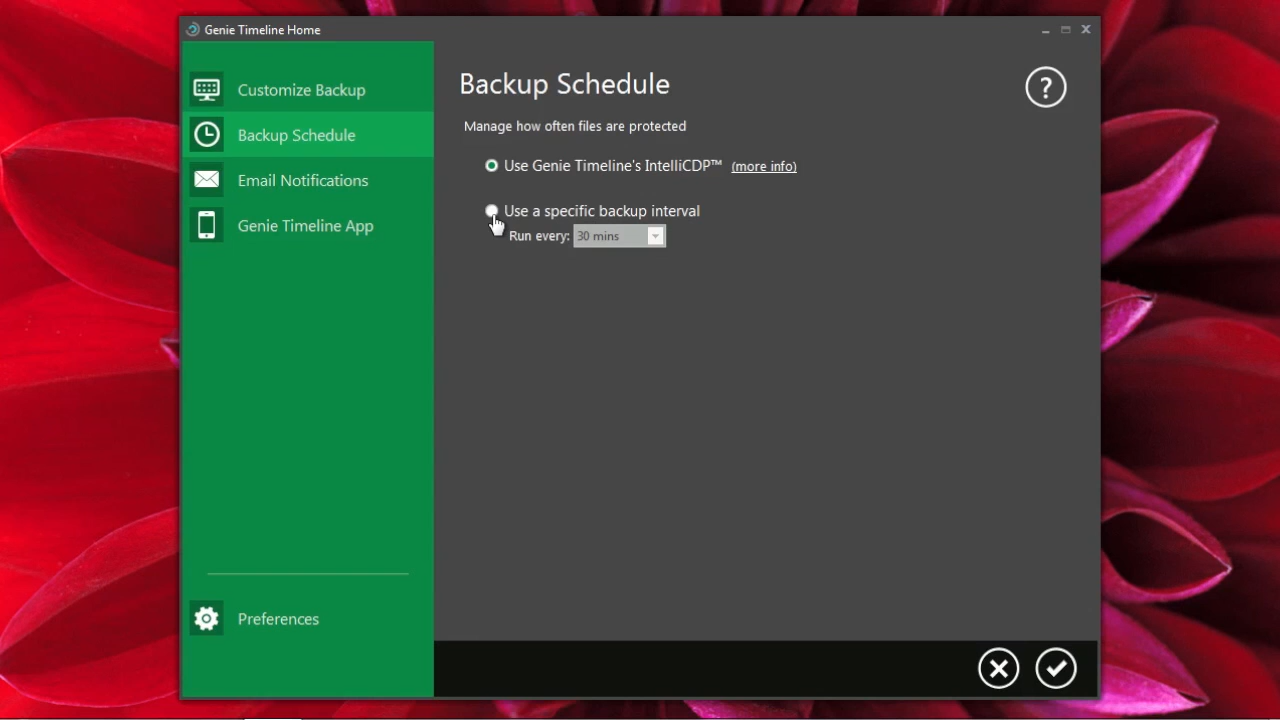 Genie Timeline Home
Customize Backup
Backup Schedule
Email Notifications
Genie Timeline App
Preferences
Backup Schedule
?
Manage how often files are protected
Use Genie Timeline's IntelliCDP™ (more info)
Use a specific backup interval
Run every: 30 mins